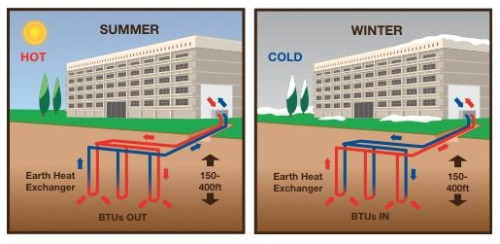 SUMMER
HOT
Earth Heat
Exchanger
150-
400ft
BTUs OUT
WINTER
COLD
Earth Heat
Exchanger
150-
400ft
BTUs IN